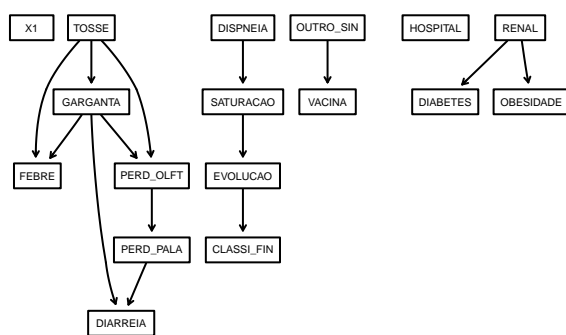 X1
TOSSE
DISPNEIA
OUTRO_SIN
HOSPITAL
RENAL
GARGANTA
SATURACAO
VACINA
DIABETES
OBESIDADE
FEBRE
PERD_OLFT
EVOLUCAO
PERD_PALA
CLASSI_FIN
DIARREIA